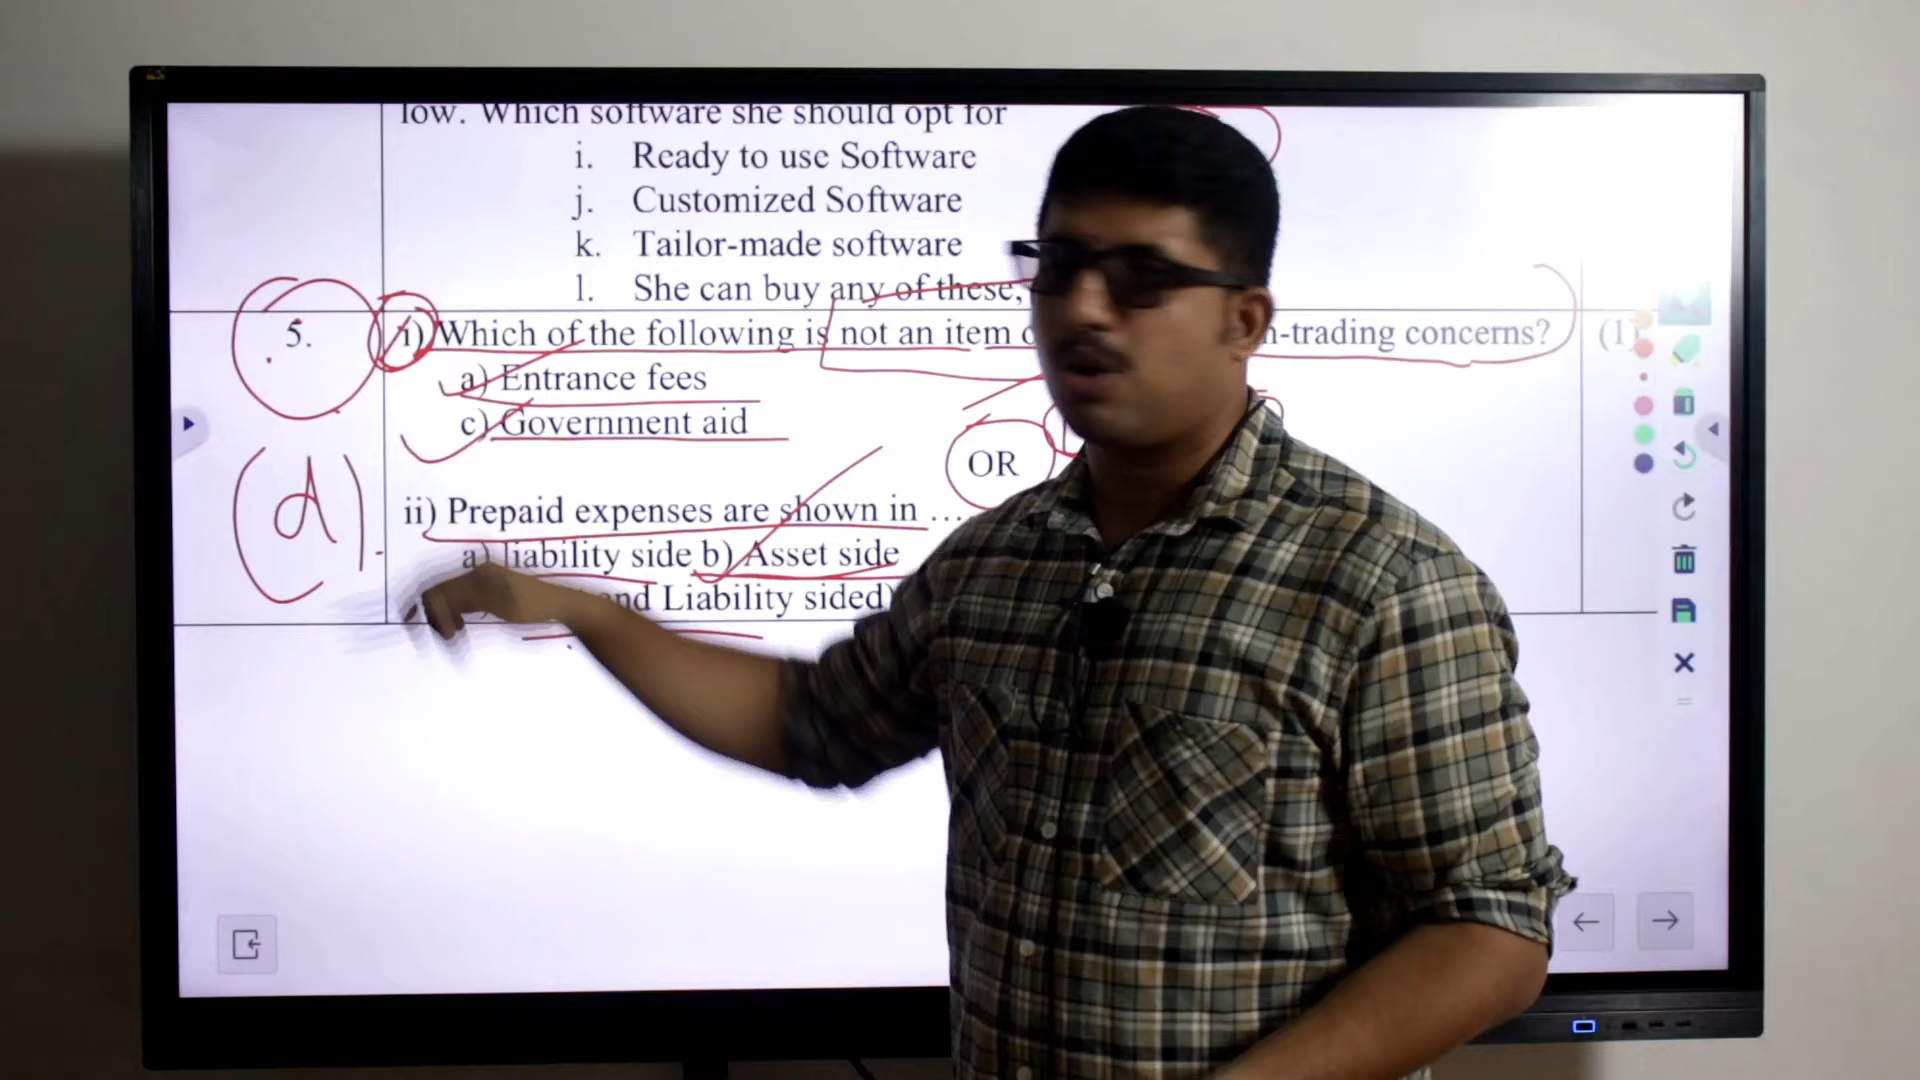 low. Which software she should opt for
i. Ready to use Software
j. Customized Software
k. Tailor-made software
l. She can buy any of these,
5. i) Which of the following is not an item n-trading concerns? (1)
a) Entrance fees
c) Government aid
(d).
OR
ii) Prepaid expenses are shown in ....
a) liability side b) Asset side
and Liability sided)